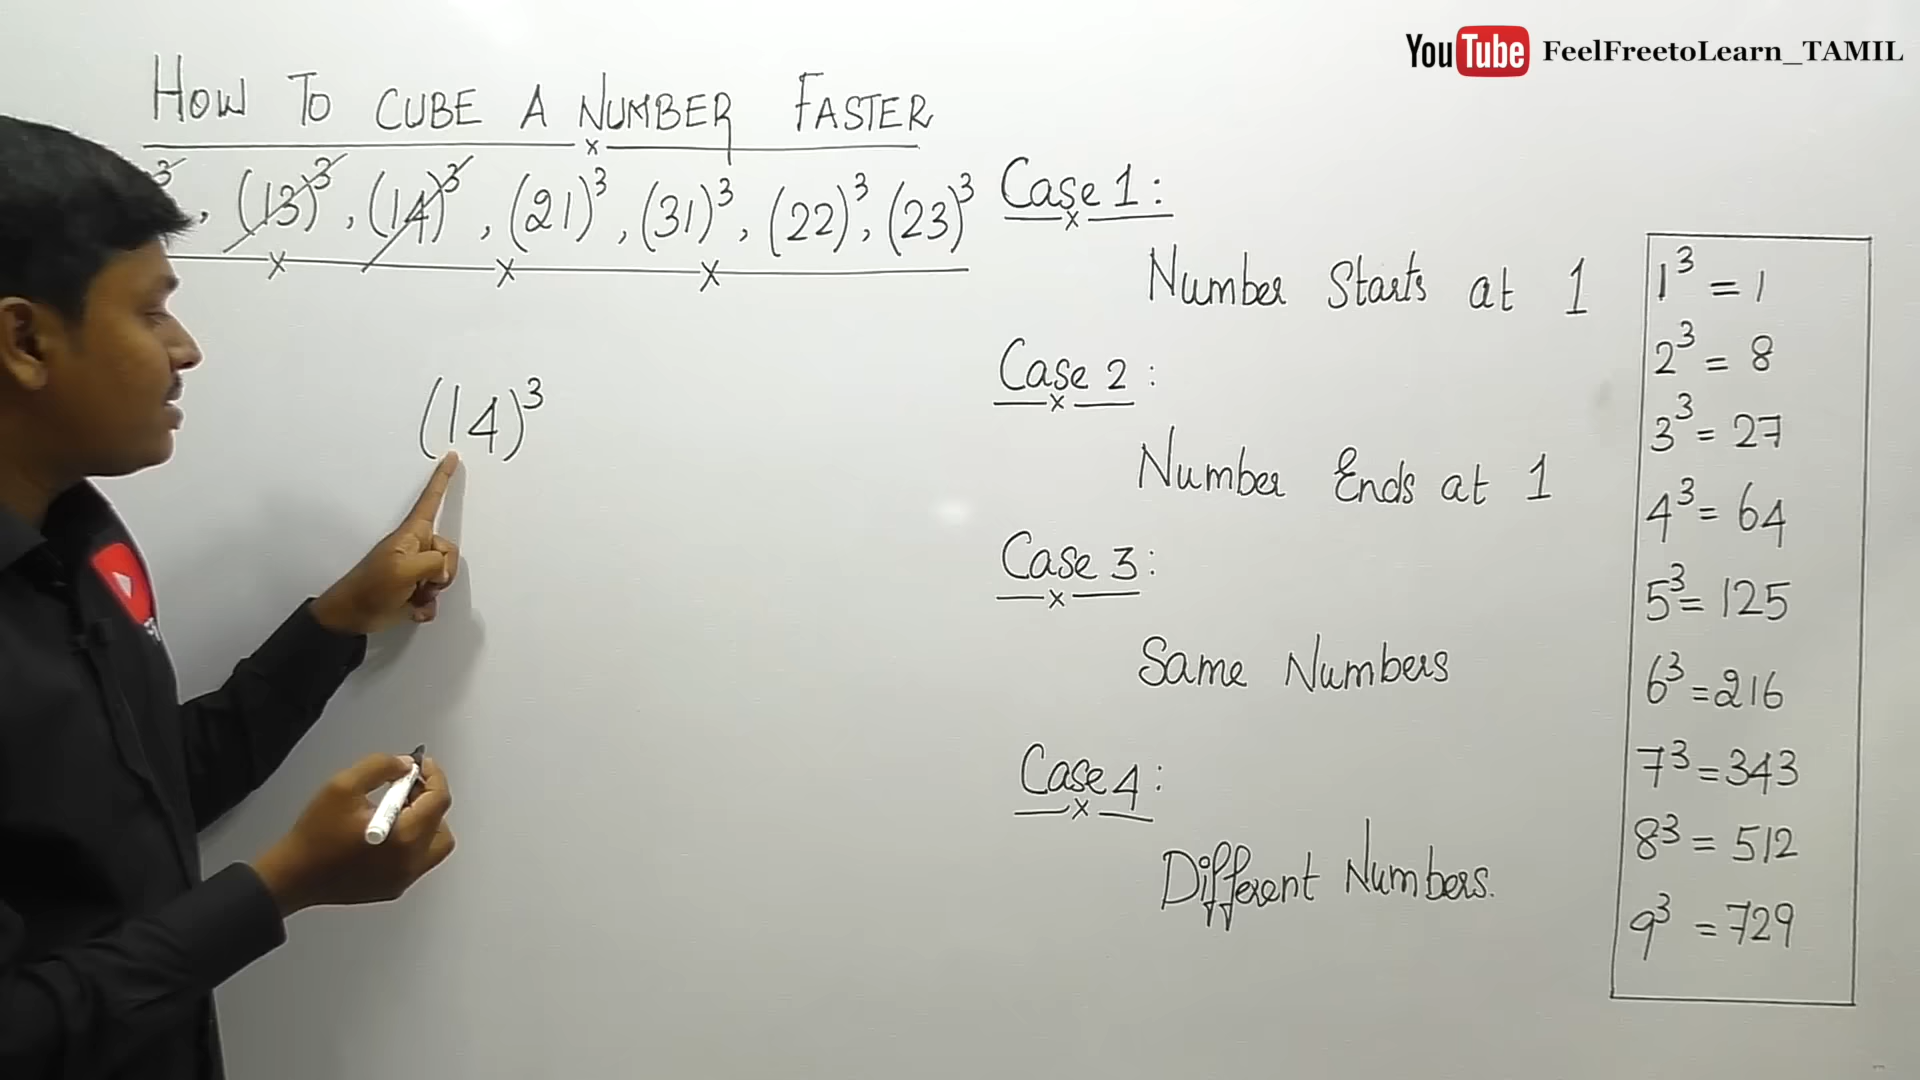 YouTube FeelFreetoLearn_TAMIL
HOW TO CUBE A NUMBER FASTER
³, (13)³, (14)³, (21)³, (31)³, (22)³, (23)³
(14)³
Case 1:
Number Starts at 1
Case 2:
Number Ends at 1
Case 3:
Same Numbers
Case 4:
Different Numbers.
1³ = 1
2³ = 8
3³ = 27
4³ = 64
5³ = 125
6³ = 216
7³ = 343
8³ = 512
9³ = 729